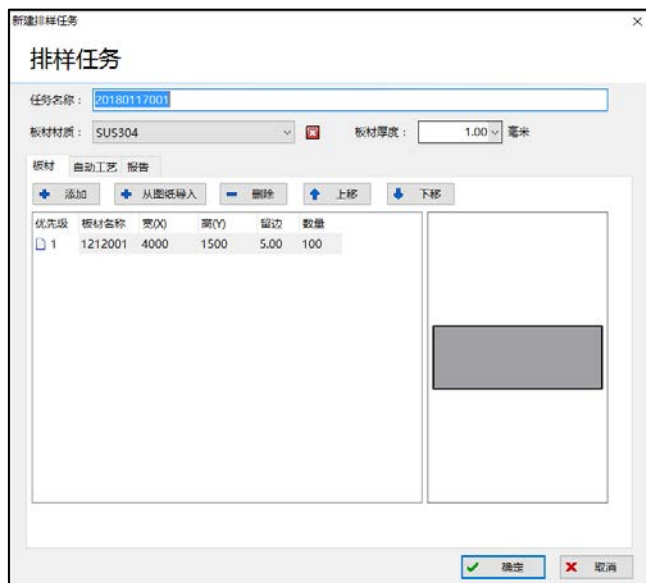 新建排样任务
排样任务
任务名称： 20180117001
板材材质： SUS304 板材厚度： 1.00 毫米
板材 自动工艺 报告
添加 从图纸导入 删除 上移 下移
优先级 板材名称 宽(X) 高(Y) 留边 数量
1 1212001 4000 1500 5.00 100
确定 取消